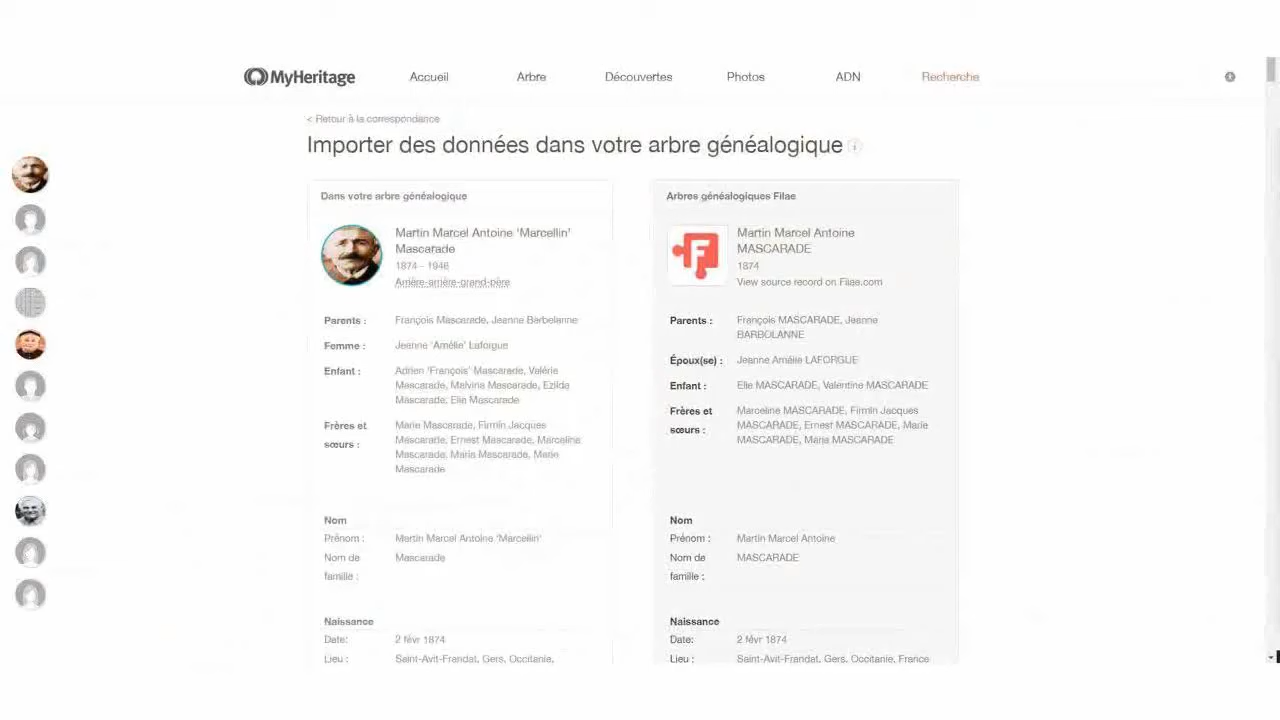 MyHeritage Accueil Arbre Découvertes Photos ADN Recherche
< Retour à la correspondance
Importer des données dans votre arbre généalogique
Dans votre arbre généalogique
Martin Marcel Antoine ‘Marcellin’
Mascarade
1874 - 1946
Arrière-arrière-grand-père
Parents : François Mascarade, Jeanne Barbelanne
Femme : Jeanne ‘Amélie’ Laforgue
Enfant : Adrien ‘François’ Mascarade, Valérie
Mascarade, Malvina Mascarade, Ezilda
Mascarade, Elie Mascarade
Frères et
sœurs :
Marie Mascarade, Firmin Jacques
Mascarade, Ernest Mascarade, Marceline
Mascarade, Maria Mascarade, Marie
Mascarade
Nom
Prénom : Martin Marcel Antoine ‘Marcellin’
Nom de
famille :
Mascarade
Naissance
Date: 2 févr 1874
Lieu : Saint-Avit-Frandat, Gers, Occitanie,
Arbres généalogiques Filae
F
Martin Marcel Antoine
MASCARADE
1874
View source record on Filae.com
Parents : François MASCARADE, Jeanne
BARBOLANNE
Époux(se) : Jeanne Amélie LAFORGUE
Enfant : Elie MASCARADE, Valentine MASCARADE
Frères et
sœurs :
Marceline MASCARADE, Firmin Jacques
MASCARADE, Ernest MASCARADE, Marie
MASCARADE, Maria MASCARADE
Nom
Prénom : Martin Marcel Antoine
Nom de
famille :
MASCARADE
Naissance
Date: 2 févr 1874
Lieu : Saint-Avit-Frandat, Gers, Occitanie, France